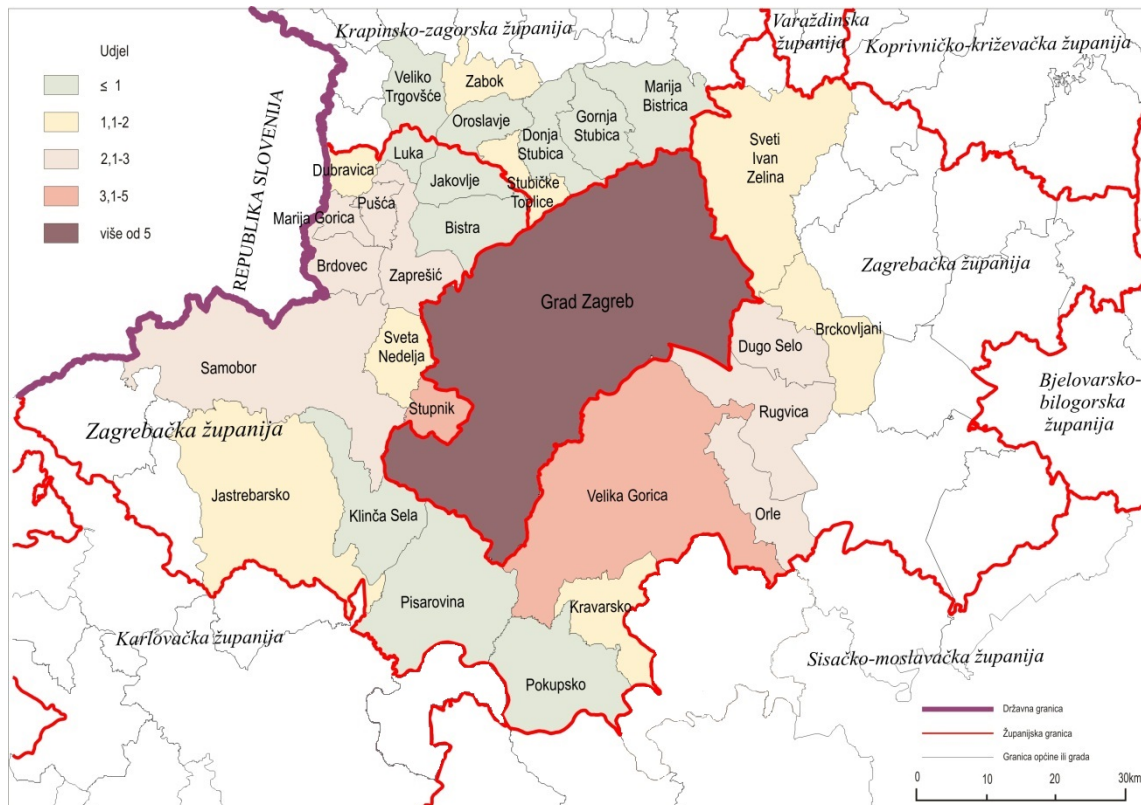 Udjel
≤ 1
1,1-2
2,1-3
3,1-5
više od 5
Krapinsko-zagorska županija
Varaždinska
županija
Koprivničko-križevačka županija
REPUBLIKA SLOVENIJA
Veliko
Trgovšće
Zabok
Marija
Bistrica
Oroslavje
Gornja
Stubica
Donja
Stubica
Sveti
Ivan
Zelina
Luka
Dubravica
Jakovlje
Stubičke
Toplice
Pušća
Marija Gorica
Bistra
Brdovec
Zaprešić
Zagrebačka županija
Grad Zagreb
Brckovljani
Sveta
Nedelja
Dugo Selo
Samobor
Bjelovarsko-
bilogorska
županija
Stupnik
Rugvica
Zagrebačka županija
Jastrebarsko
Velika Gorica
Klinča Sela
Orle
Pisarovina
Kravarsko
Karlovačka županija
Sisačko-moslavačka županija
Pokupsko
Državna granica
Županijska granica
Granica općine ili grada
0 10 20 30km